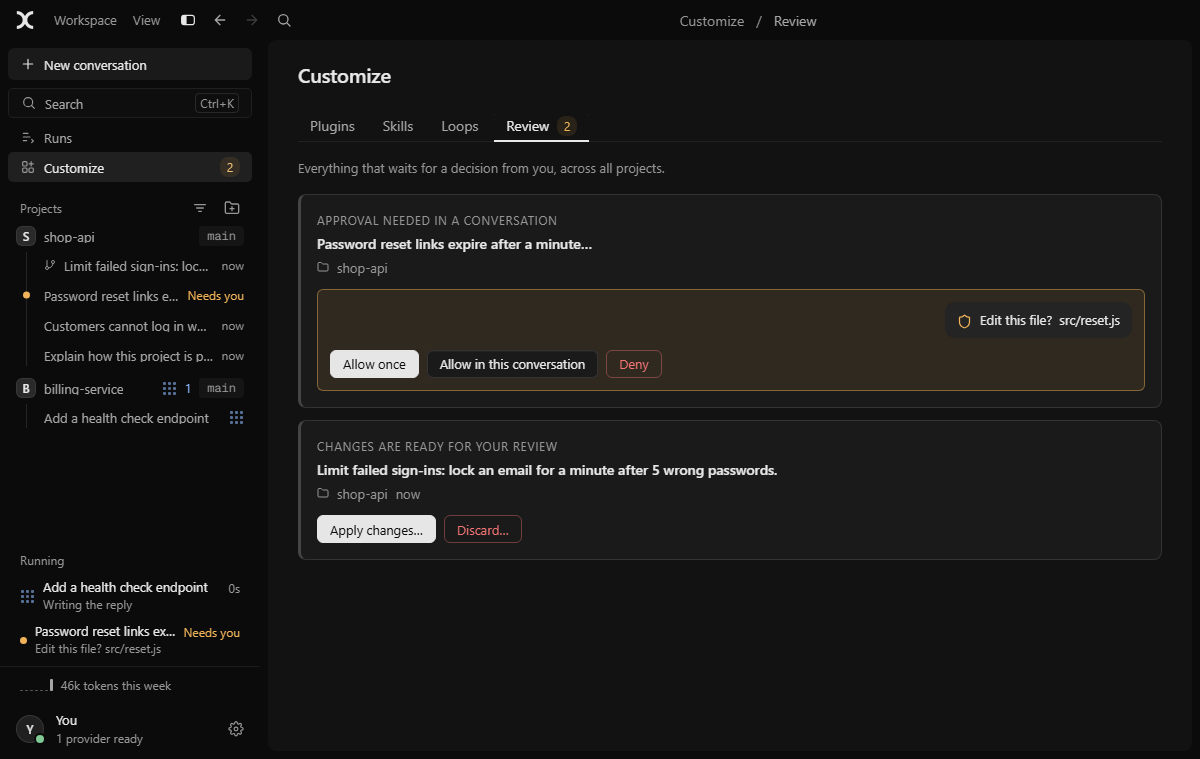 Workspace View
Customize / Review
New conversation
Search Ctrl+K
Runs
Customize 2
Projects
S shop-api main
Limit failed sign-ins: loc... now
Password reset links e... Needs you
Customers cannot log in w... now
Explain how this project is p... now
B billing-service 1 main
Add a health check endpoint
Running
Add a health check endpoint 0s
Writing the reply
Password reset links ex... Needs you
Edit this file? src/reset.js
46k tokens this week
Y You
1 provider ready
Customize
Plugins Skills Loops Review 2
Everything that waits for a decision from you, across all projects.
APPROVAL NEEDED IN A CONVERSATION
Password reset links expire after a minute...
shop-api
Edit this file? src/reset.js
Allow once Allow in this conversation Deny
CHANGES ARE READY FOR YOUR REVIEW
Limit failed sign-ins: lock an email for a minute after 5 wrong passwords.
shop-api now
Apply changes... Discard...